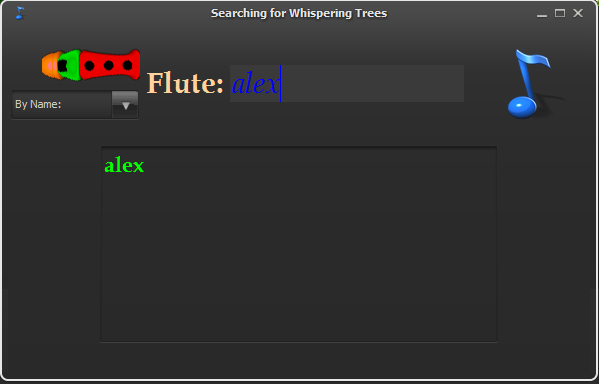 Searching for Whispering Trees
Flute: alex
By Name:
alex